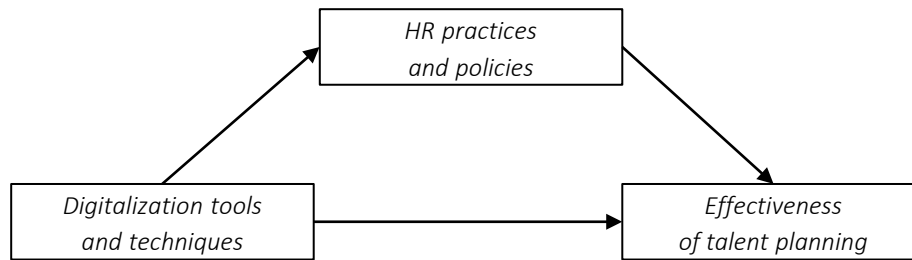 HR practices
and policies
Digitalization tools
and techniques
Effectiveness
of talent planning